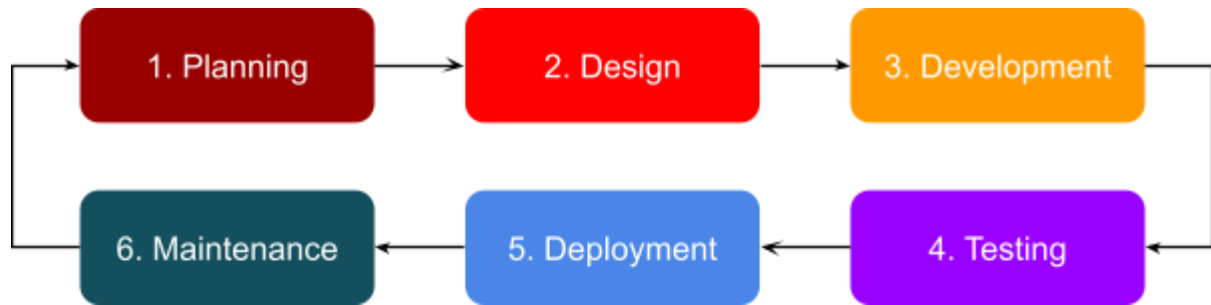 1. Planning
2. Design
3. Development
4. Testing
5. Deployment
6. Maintenance